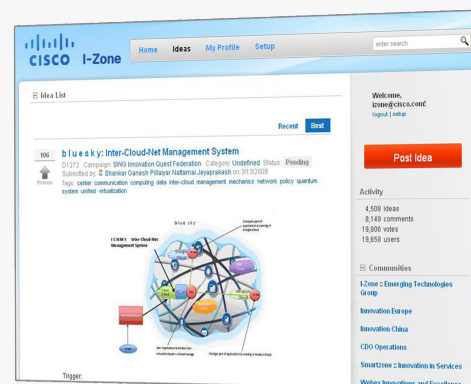 CISCO I-Zone
Home Ideas My Profile Setup
enter search
Idea List
Recent Best
106
Promote
b l u e s k y: Inter-Cloud-Net Management System
D1272 Campaign: SWG Innovation Quest Federation Category: Undefined Status: Pending
Submitted by: Shankar Ganesh Pillaiyar Nattamai Jeyaprakash on 3/13/2009
Tags: center communication computing data inter-cloud management mechanics network policy quantum
system unified virtualization
blue sky
I C N M S Inter-Cloud-Net
Management System
Trigger:
Welcome,
izone@cisco.com!
logout | setup
Post Idea
Activity
4,508 ideas
8,149 comments
19,806 votes
19,658 users
Communities
I-Zone :: Emerging Technologies
Group
Innovation Europe
Innovation China
CDO Operations
Smartzone :: Innovation in Services
Webex Innovations and Excellence